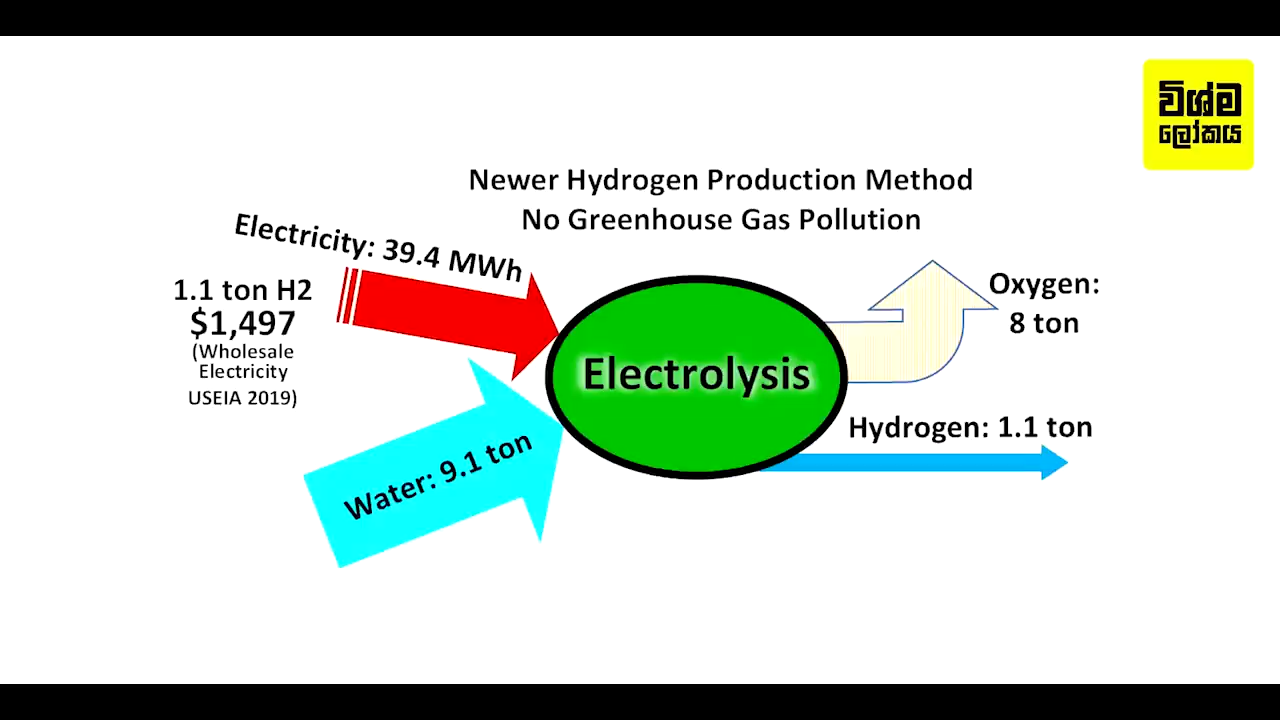 විශ්ම
ලෝකය
Newer Hydrogen Production Method
No Greenhouse Gas Pollution
Electricity: 39.4 MWh
1.1 ton H2
$1,497
(Wholesale
Electricity
USEIA 2019)
Water: 9.1 ton
Electrolysis
Oxygen:
8 ton
Hydrogen: 1.1 ton